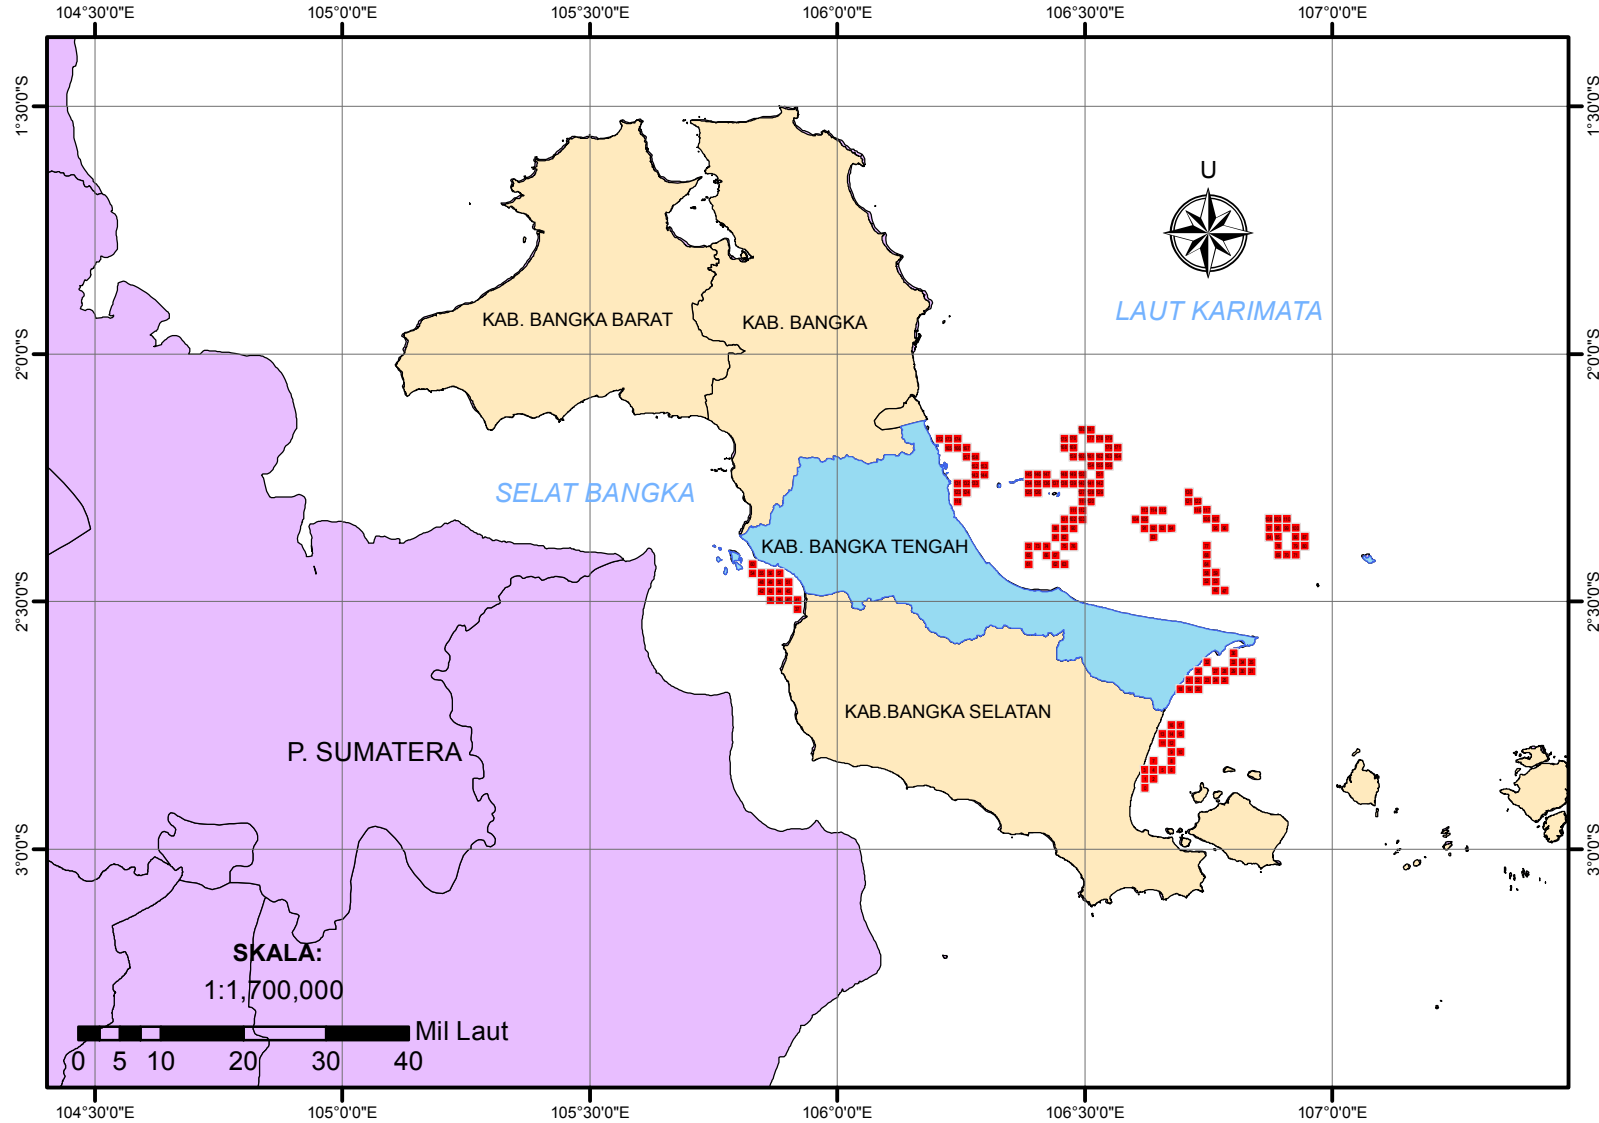 104°30'0"E 105°0'0"E 105°30'0"E 106°0'0"E 106°30'0"E 107°0'0"E
1°30'0"S 1°30'0"S
U
LAUT KARIMATA
KAB. BANGKA BARAT
KAB. BANGKA
2°0'0"S 2°0'0"S
SELAT BANGKA
KAB. BANGKA TENGAH
2°30'0"S 2°30'0"S
KAB.BANGKA SELATAN
P. SUMATERA
3°0'0"S 3°0'0"S
SKALA:
1:1,700,000
Mil Laut
0 5 10 20 30 40
104°30'0"E 105°0'0"E 105°30'0"E 106°0'0"E 106°30'0"E 107°0'0"E